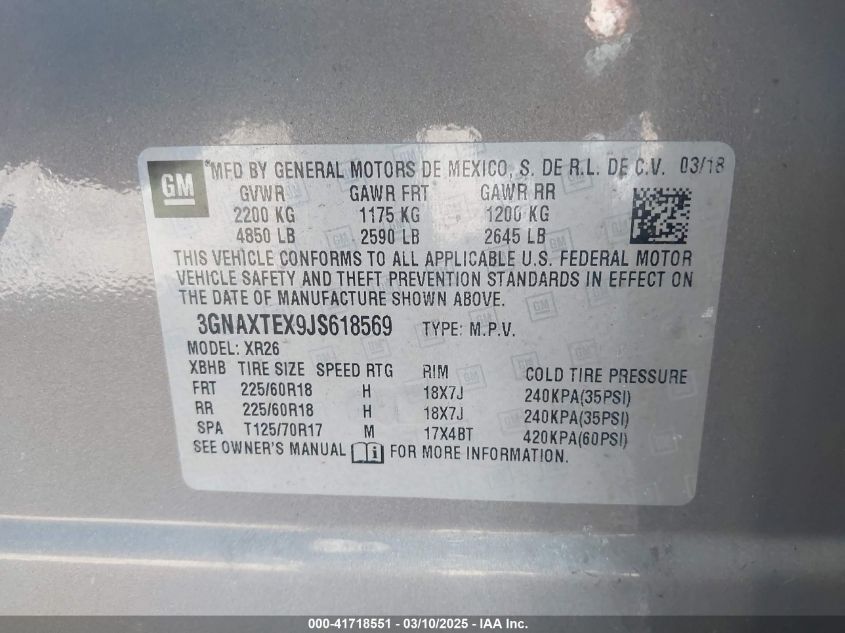 GM
*MFD BY GENERAL MOTORS DE MEXICO, S. DE R.L. DE C.V. 03/18
GVWR GAWR FRT GAWR RR
2200 KG 1175 KG 1200 KG
4850 LB 2590 LB 2645 LB
THIS VEHICLE CONFORMS TO ALL APPLICABLE U.S. FEDERAL MOTOR
VEHICLE SAFETY AND THEFT PREVENTION STANDARDS IN EFFECT ON
THE DATE OF MANUFACTURE SHOWN ABOVE.
3GNAXTEX9JS618569 TYPE: M.P.V.
MODEL: XR26
XBHB TIRE SIZE SPEED RTG RIM COLD TIRE PRESSURE
FRT 225/60R18 H 18X7J 240KPA(35PSI)
RR 225/60R18 H 18X7J 240KPA(35PSI)
SPA T125/70R17 M 17X4BT 420KPA(60PSI)
SEE OWNER'S MANUAL FOR MORE INFORMATION.
000-41718551 - 03/10/2025 - IAA Inc.